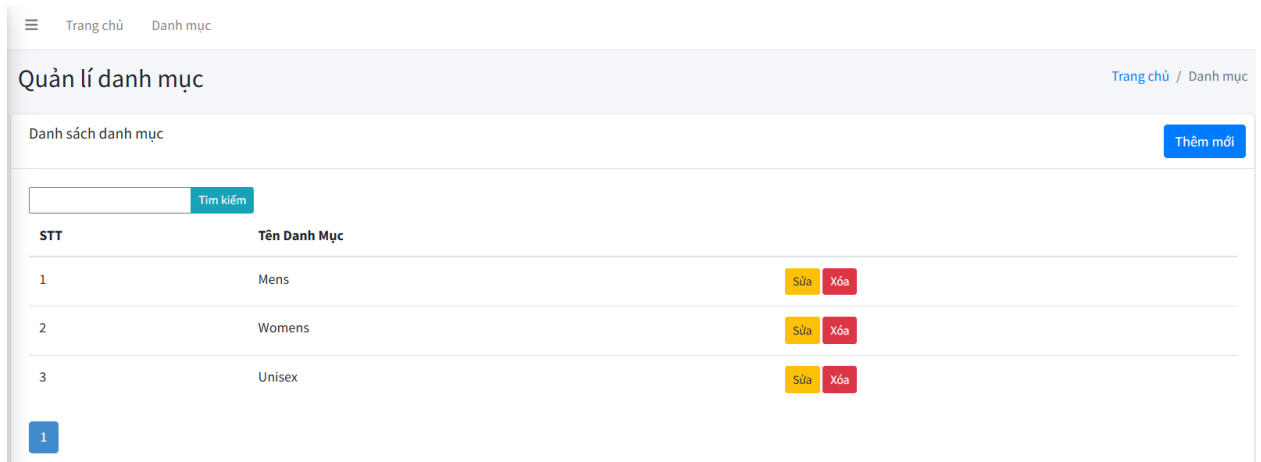 Trang chủ Danh mục
Quản lí danh mục Trang chủ / Danh mục
Danh sách danh mục Thêm mới
Tìm kiếm
STT Tên Danh Mục
1 Mens Sửa Xóa
2 Womens Sửa Xóa
3 Unisex Sửa Xóa
1